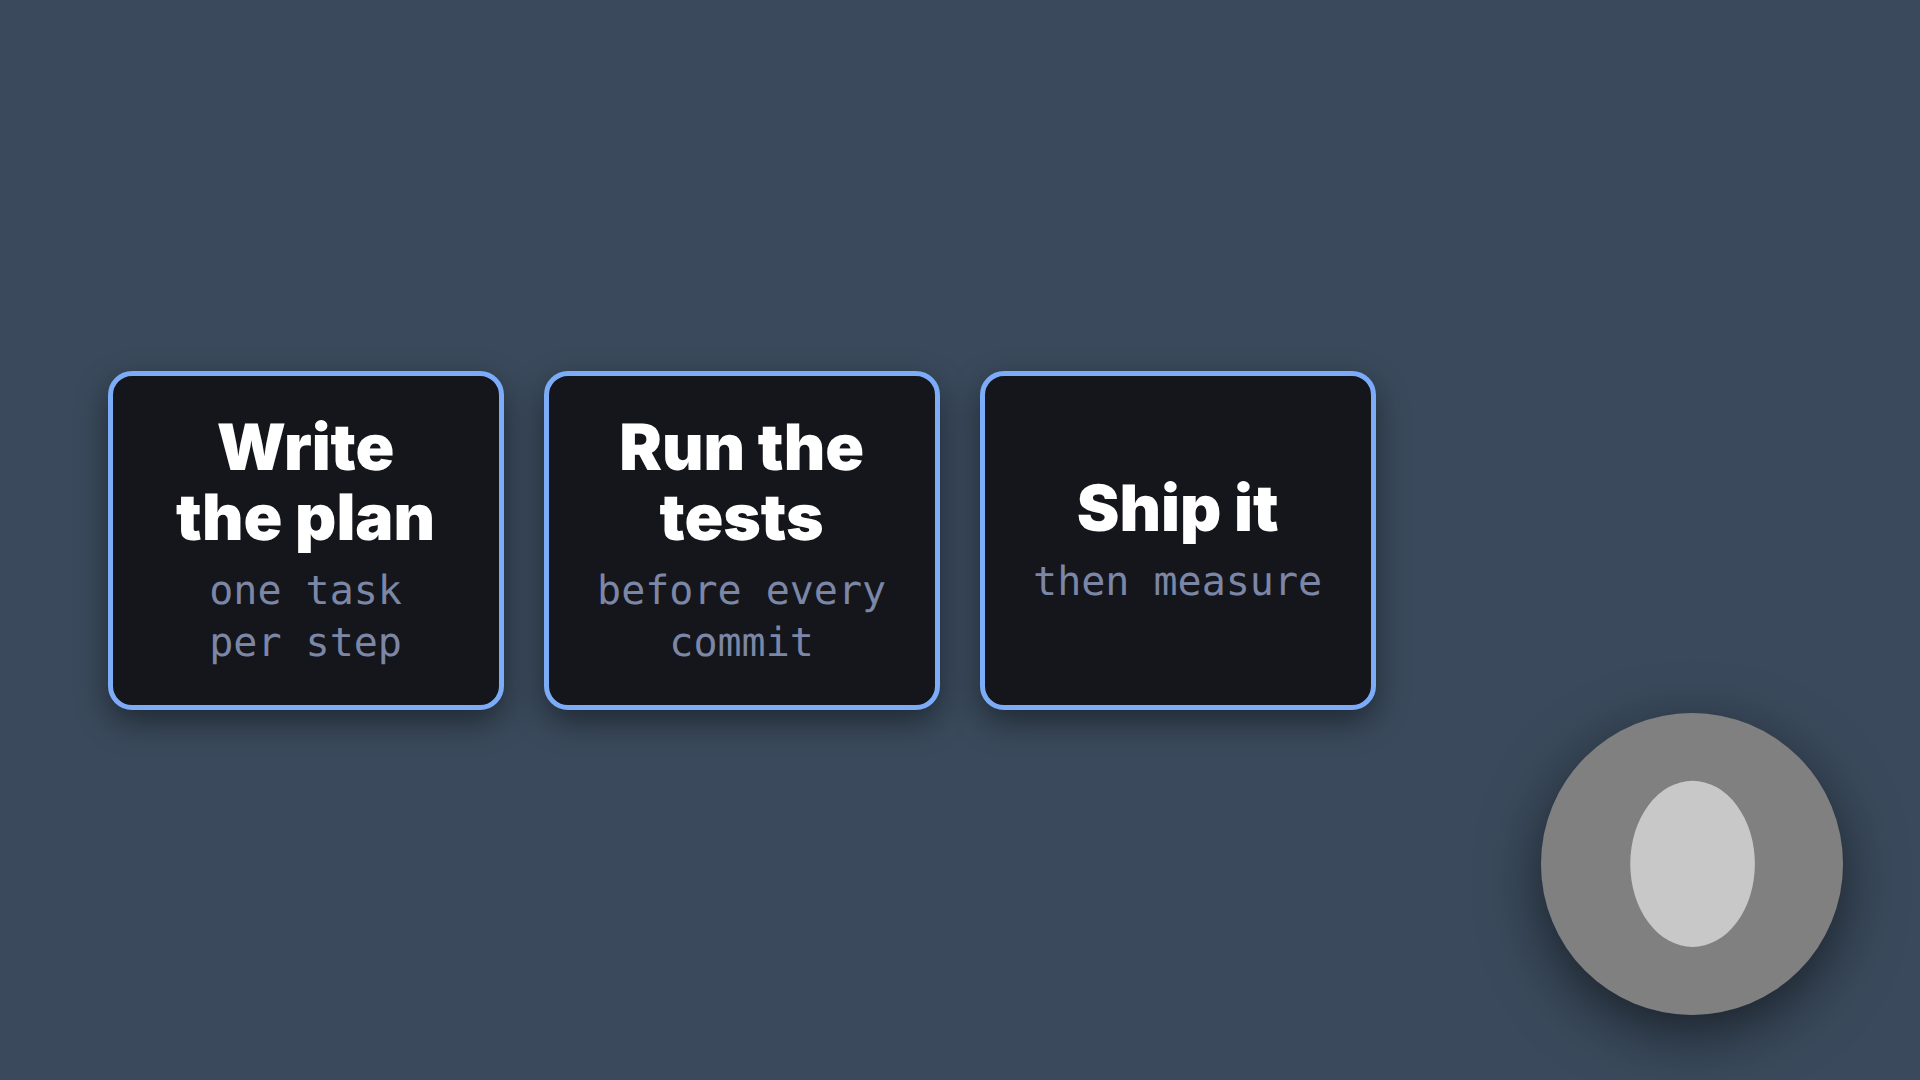 Write
the plan
one task
per step
Run the
tests
before every
commit
Ship it
then measure